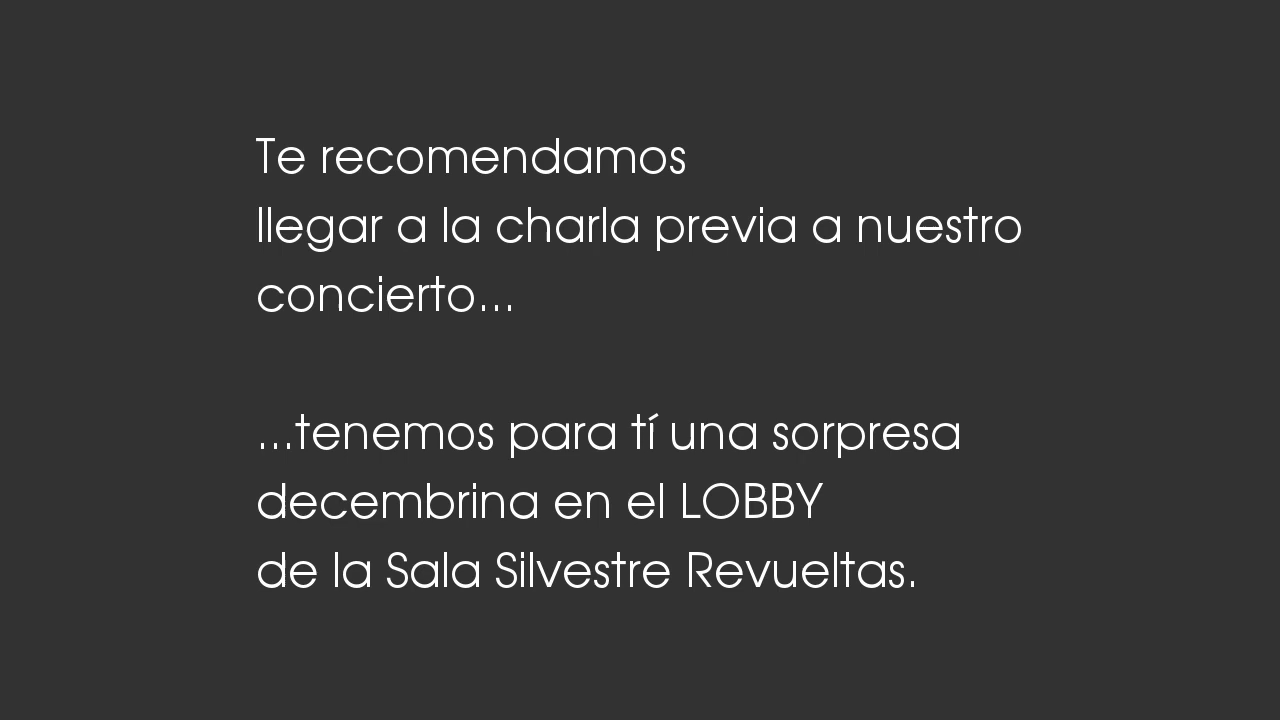 Te recomendamos
llegar a la charla previa a nuestro
concierto...
...tenemos para tí una sorpresa
decembrina en el LOBBY
de la Sala Silvestre Revueltas.